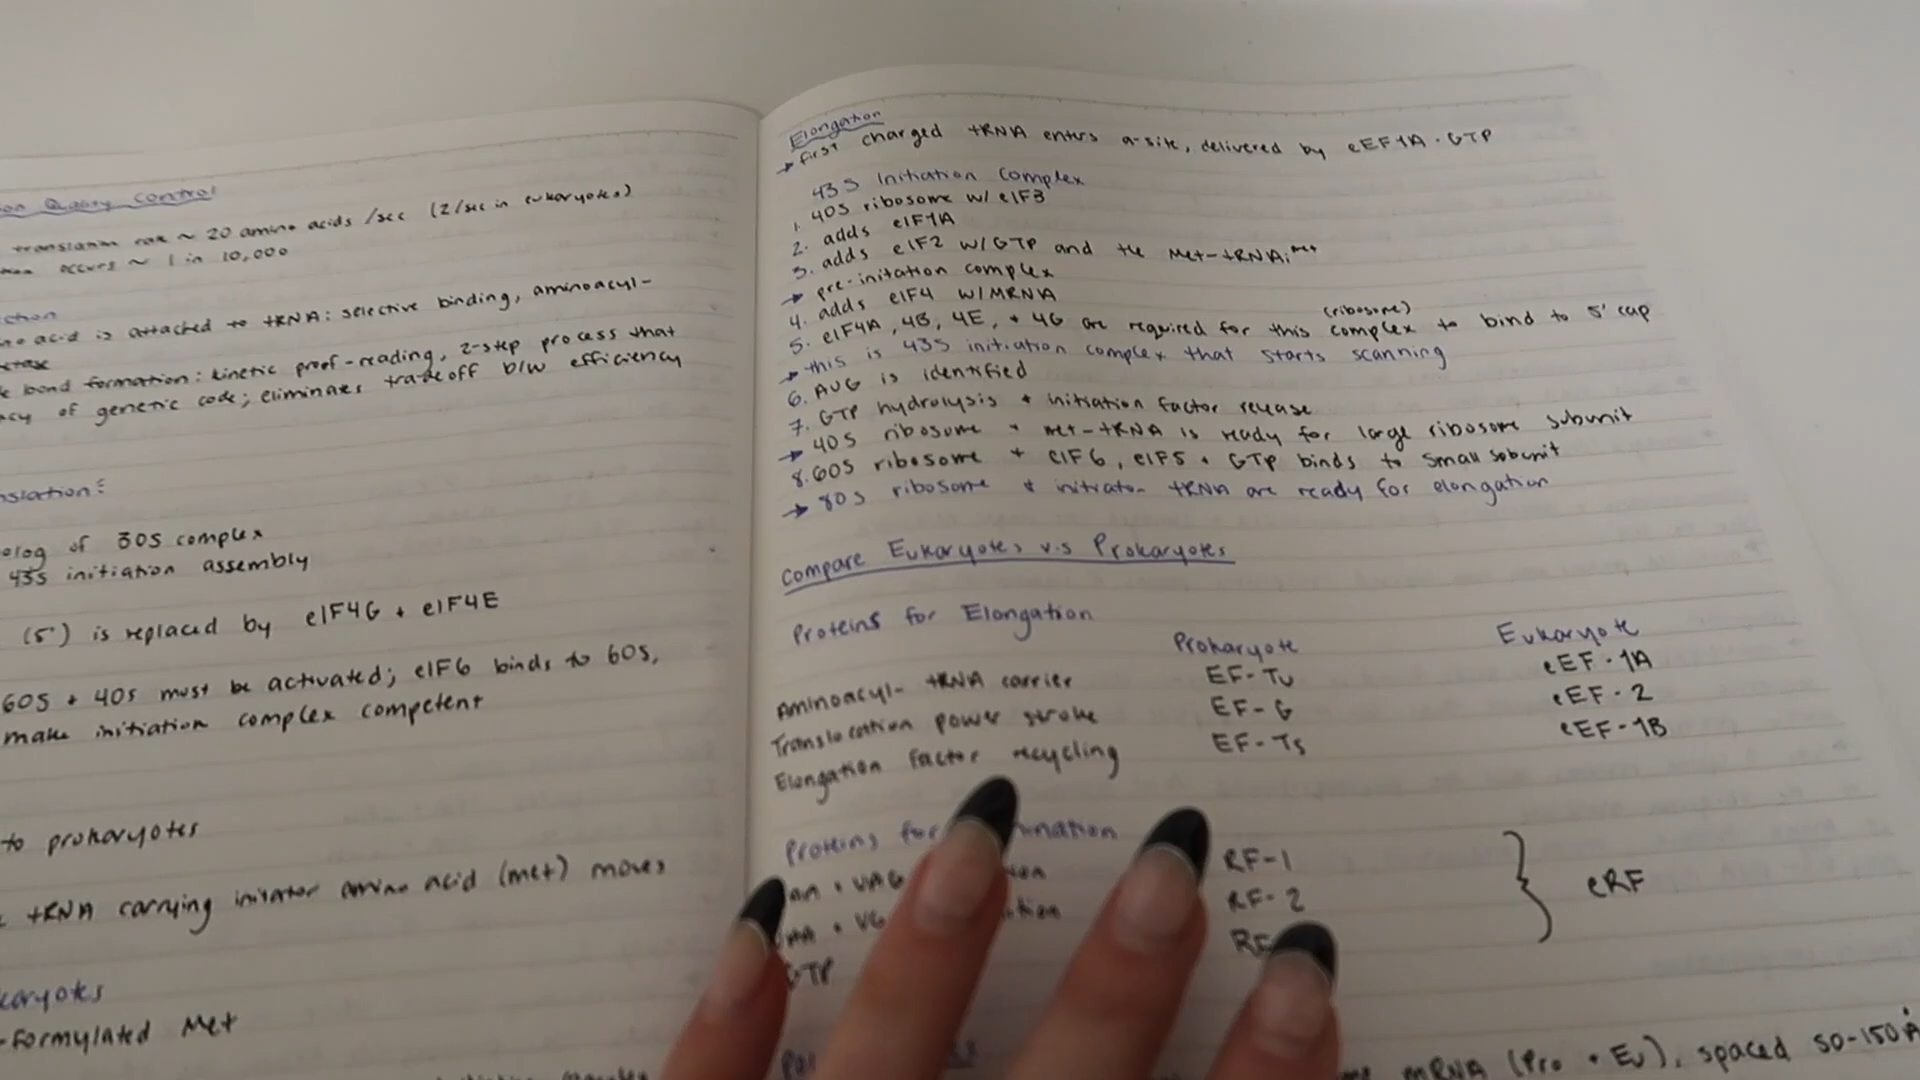 Quality Control
translation rate ~ 20 amino acids /sec (2/sec in eukaryotes)
occurs ~ 1 in 10,000
acid is attached to tRNA: selective binding, aminoacyl-
bond formation: kinetic proof-reading, 2-step process that
of genetic code; eliminates tradeoff b/w efficiency
of 30S complex
43S initiation assembly
(5') is replaced by eIF4G + eIF4E
60S + 40S must be activated; eIF6 binds to 60S,
make initiation complex competent
to prokaryotes
tRNA carrying initator amino acid (met) moves
-formylated Met
Elongation
→ first charged tRNA enters a-site, delivered by eEF1A · GTP
43S Initiation Complex
1. 40S ribosome w/ eIF3
2. adds eIF1A
3. adds eIF2 w/GTP and the Met-tRNAiMet
→ pre-initation complex
4. adds eIF4 w/MRNA
5. eIF4A, 4B, 4E, + 4G are required for this (ribosome) complex to bind to 5' cap
→ this is 43S initiation complex that starts scanning
6. AUG is identified
7. GTP hydrolysis + initiation factor release
→ 40S ribosome + met-tRNA is ready for large ribosome subunit
8. 60S ribosome + eIF6, eIF5 + GTP binds to small subunit
→ 80S ribosome + initiator tRNA are ready for elongation
Compare Eukaryotes v.s Prokaryotes
Proteins for Elongation
Prokaryote Eukaryote
Aminoacyl-tRNA carrier EF-Tu eEF-1A
Translocation power stroke EF-G eEF-2
Elongation factor recycling EF-Ts eEF-1B
Proteins for
UAG RF-1
RF-2 eRF
GTP
mRNA (Pro + Eu), spaced 50-150Å